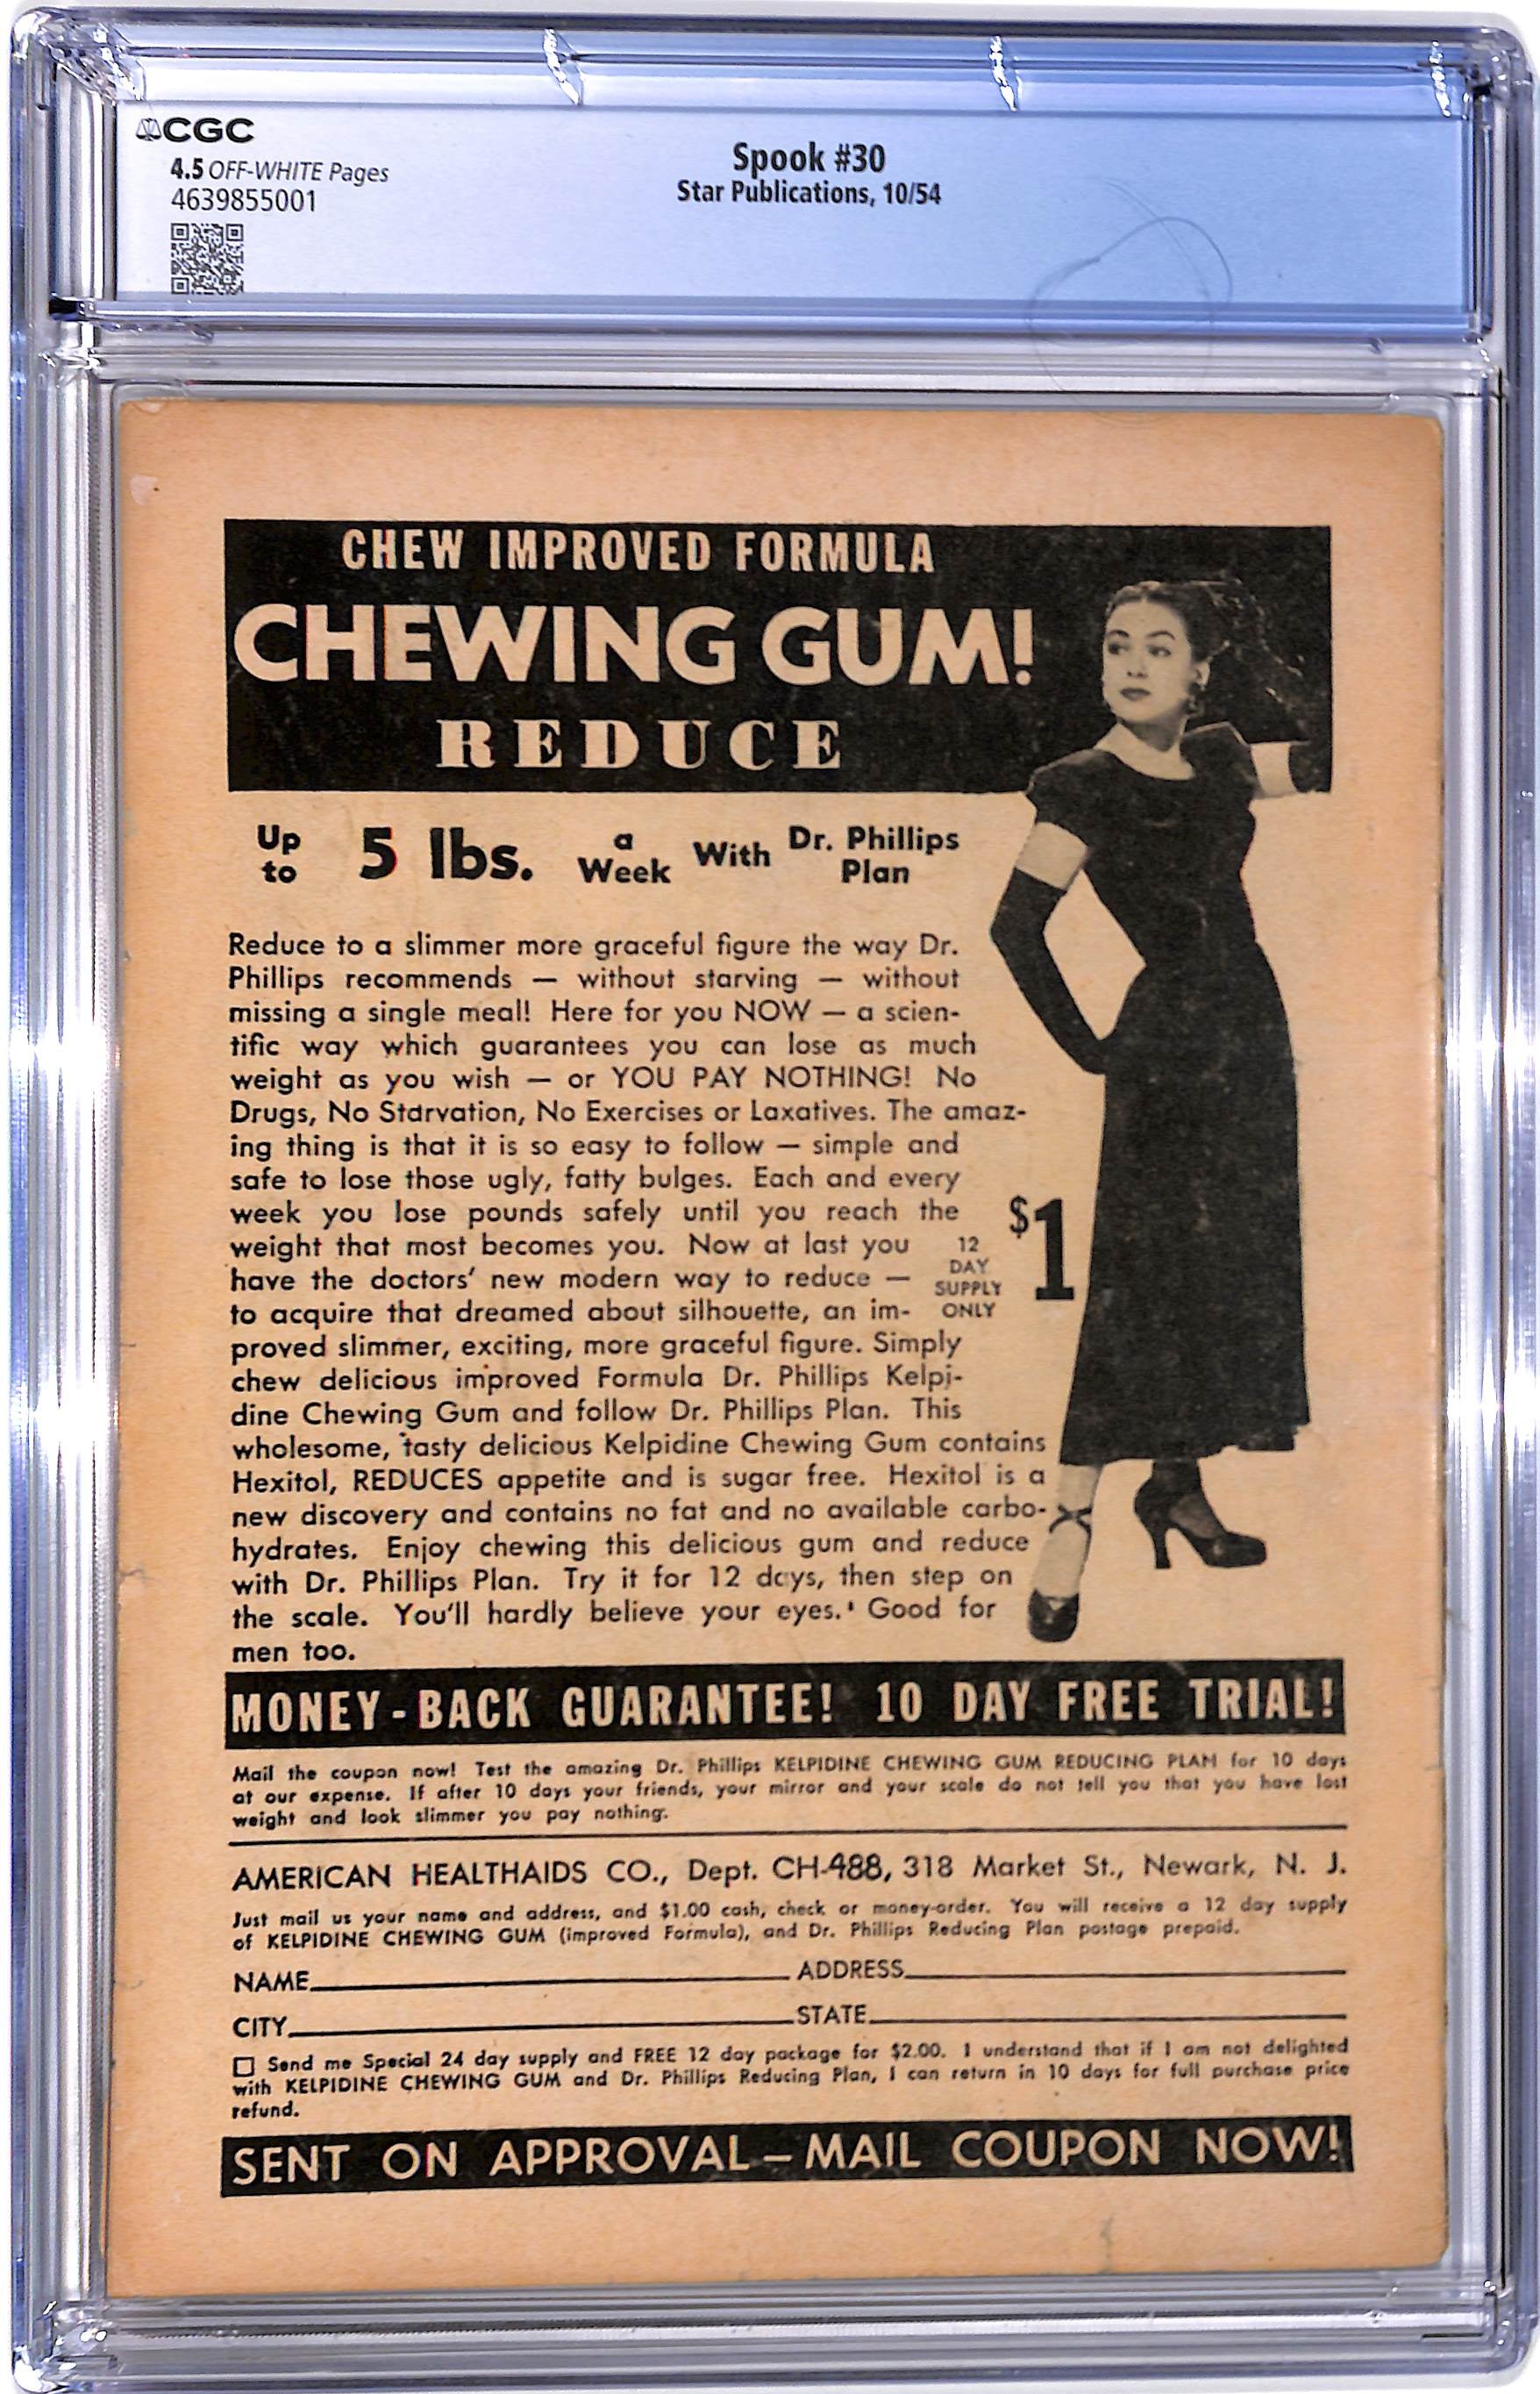 CGC
4.5 OFF-WHITE Pages
4639855001
Spook #30
Star Publications, 10/54
CHEW IMPROVED FORMULA
CHEWING GUM!
REDUCE
Up to 5 lbs. a Week With Dr. Phillips Plan
Reduce to a slimmer more graceful figure the way Dr.
Phillips recommends — without starving — without
missing a single meal! Here for you NOW — a scien-
tific way which guarantees you can lose as much
weight as you wish — or YOU PAY NOTHING! No
Drugs, No Starvation, No Exercises or Laxatives. The amaz-
ing thing is that it is so easy to follow — simple and
safe to lose those ugly, fatty bulges. Each and every
week you lose pounds safely until you reach the
weight that most becomes you. Now at last you
have the doctors' new modern way to reduce —
to acquire that dreamed about silhouette, an im-
proved slimmer, exciting, more graceful figure. Simply
chew delicious improved Formula Dr. Phillips Kelpi-
dine Chewing Gum and follow Dr. Phillips Plan. This
wholesome, tasty delicious Kelpidine Chewing Gum contains
Hexitol, REDUCES appetite and is sugar free. Hexitol is a
new discovery and contains no fat and no available carbo-
hydrates. Enjoy chewing this delicious gum and reduce
with Dr. Phillips Plan. Try it for 12 days, then step on
the scale. You'll hardly believe your eyes. Good for
men too.
12
DAY
SUPPLY
ONLY
$1
MONEY-BACK GUARANTEE! 10 DAY FREE TRIAL!
Mail the coupon now! Test the amazing Dr. Phillips KELPIDINE CHEWING GUM REDUCING PLAN for 10 days
at our expense. If after 10 days your friends, your mirror and your scale do not tell you that you have lost
weight and look slimmer you pay nothing.
AMERICAN HEALTHAIDS CO., Dept. CH-488, 318 Market St., Newark, N. J.
Just mail us your name and address, and $1.00 cash, check or money-order. You will receive a 12 day supply
of KELPIDINE CHEWING GUM (improved Formula), and Dr. Phillips Reducing Plan postage prepaid.
NAME ADDRESS
CITY STATE
Send me Special 24 day supply and FREE 12 day package for $2.00. I understand that if I am not delighted
with KELPIDINE CHEWING GUM and Dr. Phillips Reducing Plan, I can return in 10 days for full purchase price
refund.
SENT ON APPROVAL — MAIL COUPON NOW!